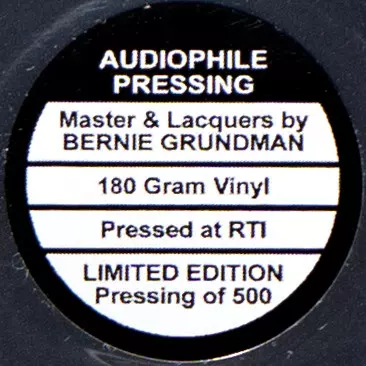 AUDIOPHILE
PRESSING
Master & Lacquers by
BERNIE GRUNDMAN
180 Gram Vinyl
Pressed at RTI
LIMITED EDITION
Pressing of 500